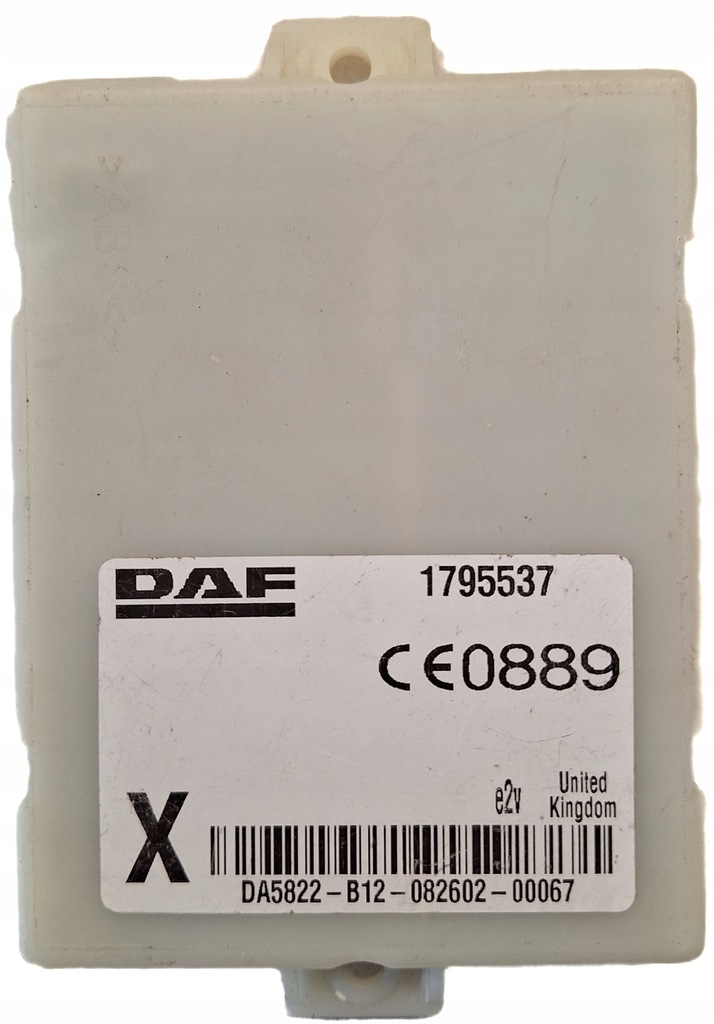 DAF 1795537
CE0889
e2v United
Kingdom
X
DA5822-B12-082602-00067